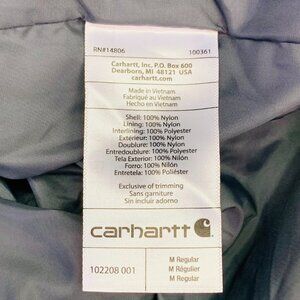 RN#14806 100361
Carhartt, Inc. P.O. Box 600
Dearborn, MI 48121 USA
carhartt.com
Made in Vietnam
Fabriqué au Vietnam
Hecho en Vietnam
Shell: 100% Nylon
Lining: 100% Nylon
Interlining: 100% Polyester
Extérieur: 100% Nylon
Doublure: 100% Nylon
Entredoublure: 100% Polyester
Tela Exterior: 100% Nilón
Forro: 100% Nilón
Entretela: 100% Poliéster
Exclusive of trimming
Sans garniture
Sin incluir adorno
carhartt
102208 001
M Regular
M Régulier
M Regular